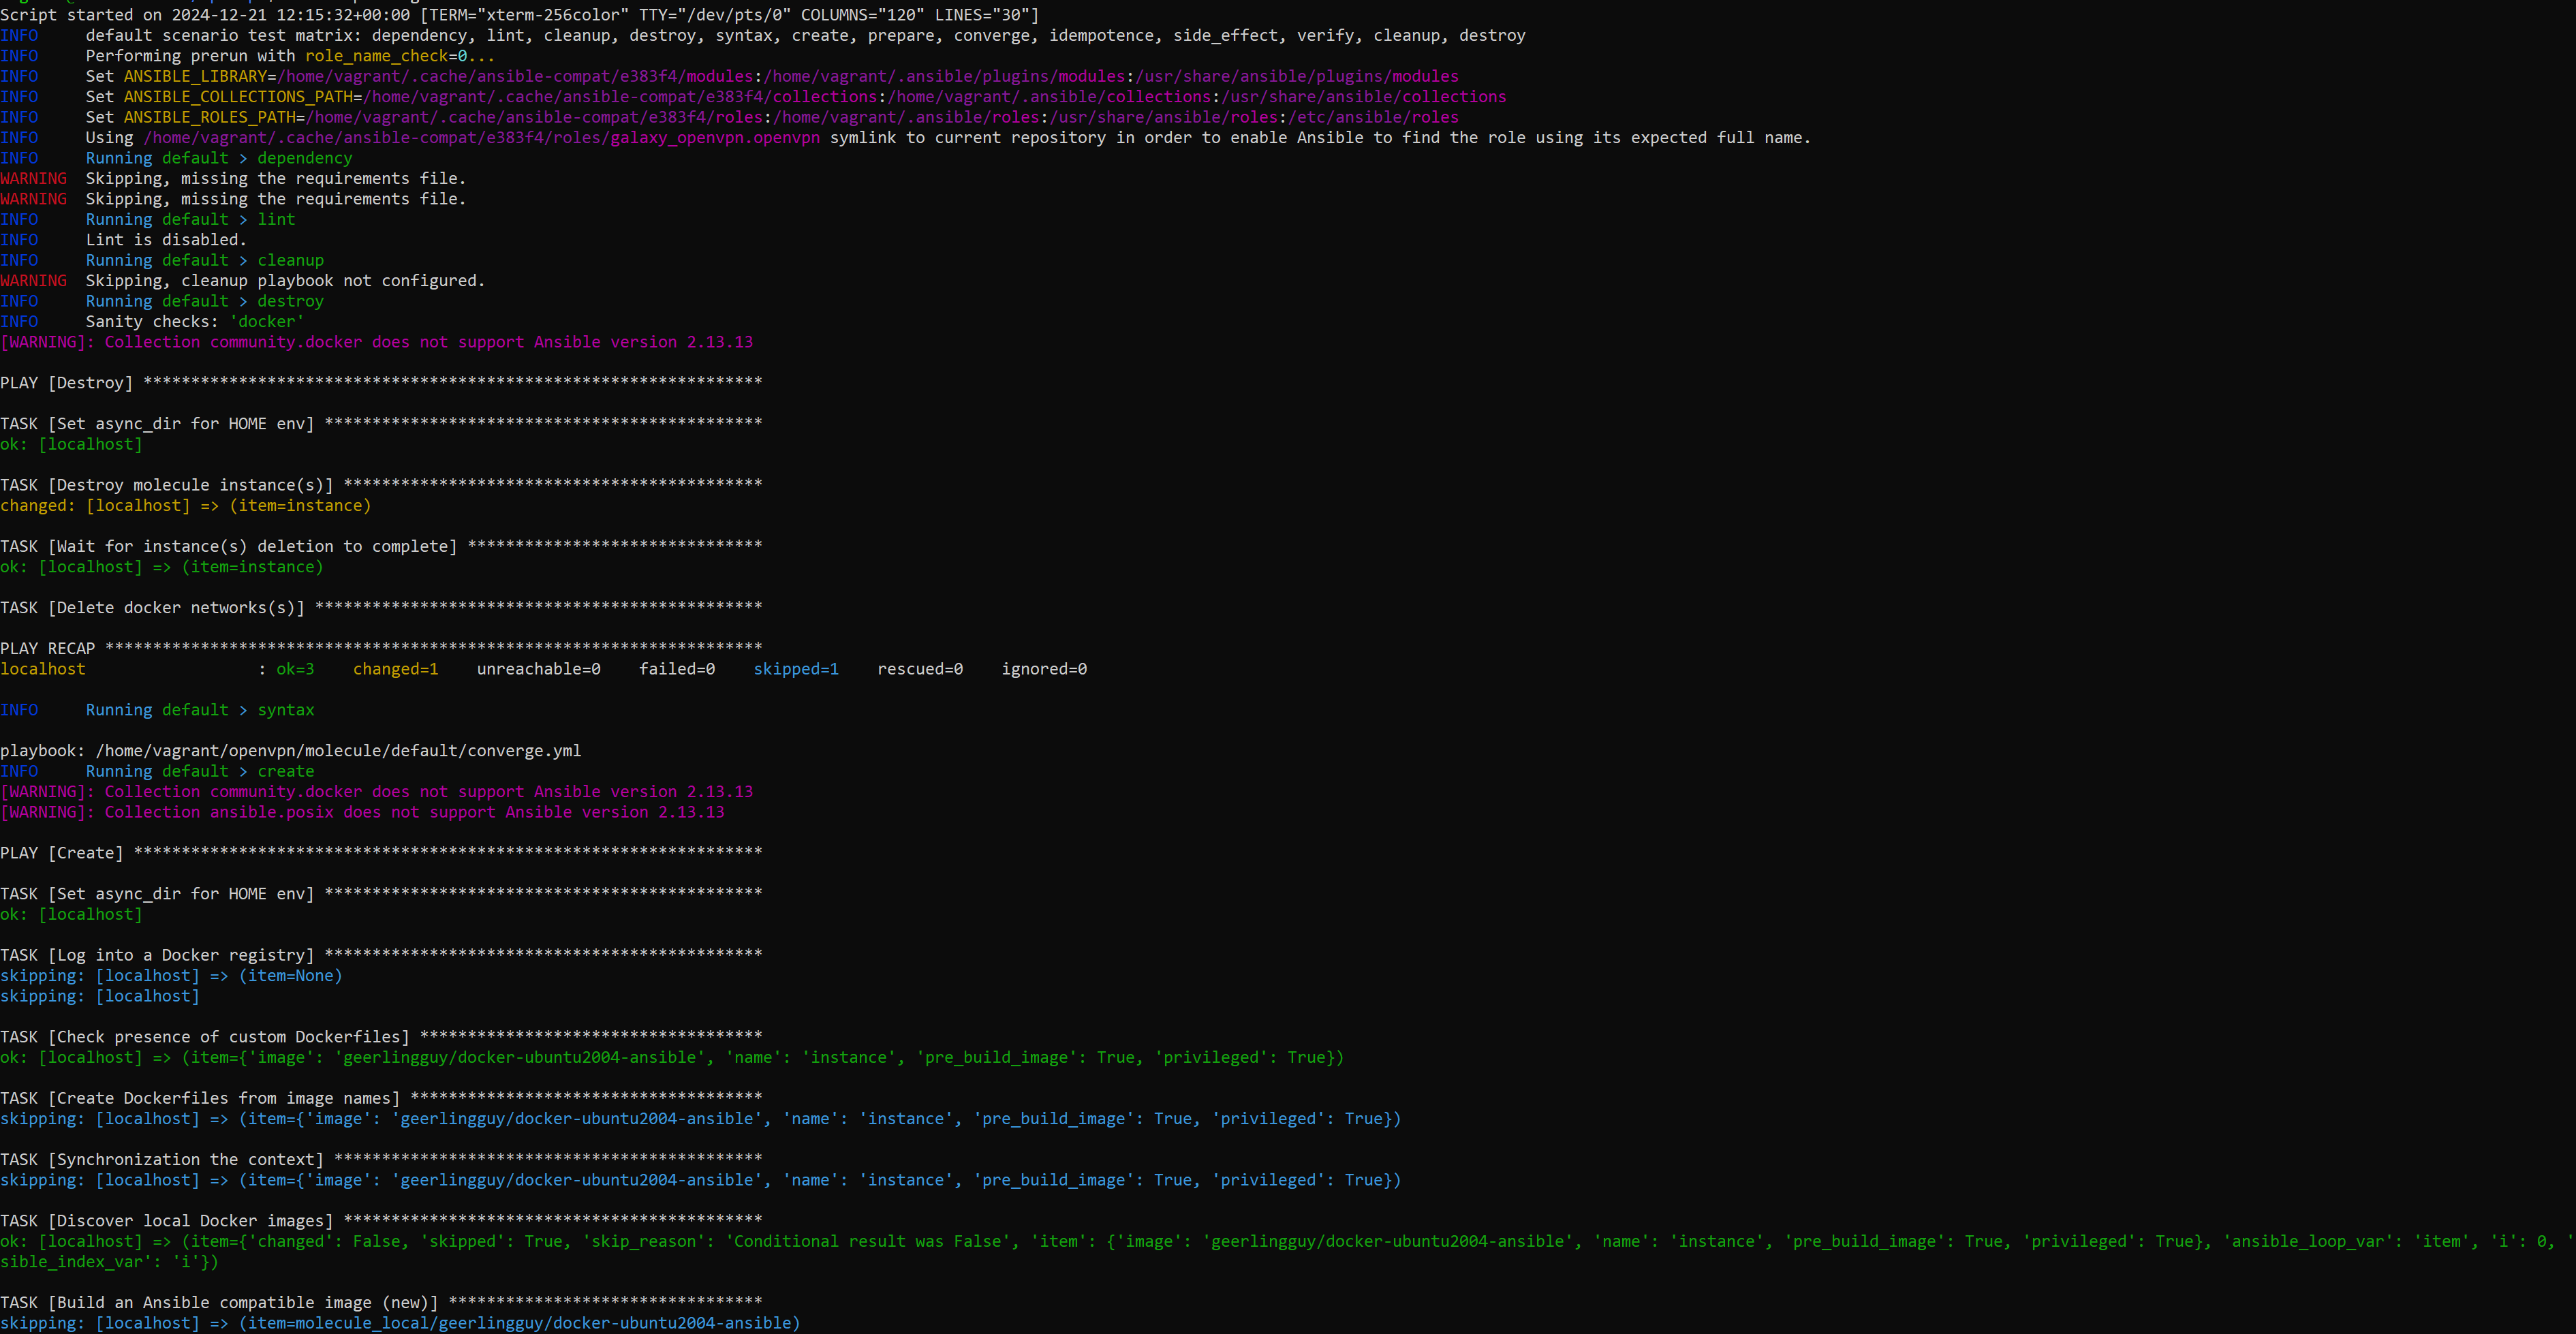 Script started on 2024-12-21 12:15:32+00:00 [TERM="xterm-256color" TTY="/dev/pts/0" COLUMNS="120" LINES="30"]
INFO     default scenario test matrix: dependency, lint, cleanup, destroy, syntax, create, prepare, converge, idempotence, side_effect, verify, cleanup, destroy
INFO     Performing prerun with role_name_check=0...
INFO     Set ANSIBLE_LIBRARY=/home/vagrant/.cache/ansible-compat/e383f4/modules:/home/vagrant/.ansible/plugins/modules:/usr/share/ansible/plugins/modules
INFO     Set ANSIBLE_COLLECTIONS_PATH=/home/vagrant/.cache/ansible-compat/e383f4/collections:/home/vagrant/.ansible/collections:/usr/share/ansible/collections
INFO     Set ANSIBLE_ROLES_PATH=/home/vagrant/.cache/ansible-compat/e383f4/roles:/home/vagrant/.ansible/roles:/usr/share/ansible/roles:/etc/ansible/roles
INFO     Using /home/vagrant/.cache/ansible-compat/e383f4/roles/galaxy_openvpn.openvpn symlink to current repository in order to enable Ansible to find the role using its expected full name.
INFO     Running default > dependency
WARNING  Skipping, missing the requirements file.
WARNING  Skipping, missing the requirements file.
INFO     Running default > lint
INFO     Lint is disabled.
INFO     Running default > cleanup
WARNING  Skipping, cleanup playbook not configured.
INFO     Running default > destroy
INFO     Sanity checks: 'docker'
[WARNING]: Collection community.docker does not support Ansible version 2.13.13
PLAY [Destroy] *****************************************************************
TASK [Set async_dir for HOME env] **********************************************
ok: [localhost]
TASK [Destroy molecule instance(s)] ********************************************
changed: [localhost] => (item=instance)
TASK [Wait for instance(s) deletion to complete] *******************************
ok: [localhost] => (item=instance)
TASK [Delete docker networks(s)] ***********************************************
PLAY RECAP *********************************************************************
localhost                  : ok=3    changed=1    unreachable=0    failed=0    skipped=1    rescued=0    ignored=0
INFO     Running default > syntax
playbook: /home/vagrant/openvpn/molecule/default/converge.yml
INFO     Running default > create
[WARNING]: Collection community.docker does not support Ansible version 2.13.13
[WARNING]: Collection ansible.posix does not support Ansible version 2.13.13
PLAY [Create] ******************************************************************
TASK [Set async_dir for HOME env] **********************************************
ok: [localhost]
TASK [Log into a Docker registry] **********************************************
skipping: [localhost] => (item=None)
skipping: [localhost]
TASK [Check presence of custom Dockerfiles] ************************************
ok: [localhost] => (item={'image': 'geerlingguy/docker-ubuntu2004-ansible', 'name': 'instance', 'pre_build_image': True, 'privileged': True})
TASK [Create Dockerfiles from image names] *************************************
skipping: [localhost] => (item={'image': 'geerlingguy/docker-ubuntu2004-ansible', 'name': 'instance', 'pre_build_image': True, 'privileged': True})
TASK [Synchronization the context] *********************************************
skipping: [localhost] => (item={'image': 'geerlingguy/docker-ubuntu2004-ansible', 'name': 'instance', 'pre_build_image': True, 'privileged': True})
TASK [Discover local Docker images] ********************************************
ok: [localhost] => (item={'changed': False, 'skipped': True, 'skip_reason': 'Conditional result was False', 'item': {'image': 'geerlingguy/docker-ubuntu2004-ansible', 'name': 'instance', 'pre_build_image': True, 'privileged': True}, 'ansible_loop_var': 'item', 'i': 0, '
sible_index_var': 'i'})
TASK [Build an Ansible compatible image (new)] *********************************
skipping: [localhost] => (item=molecule_local/geerlingguy/docker-ubuntu2004-ansible)